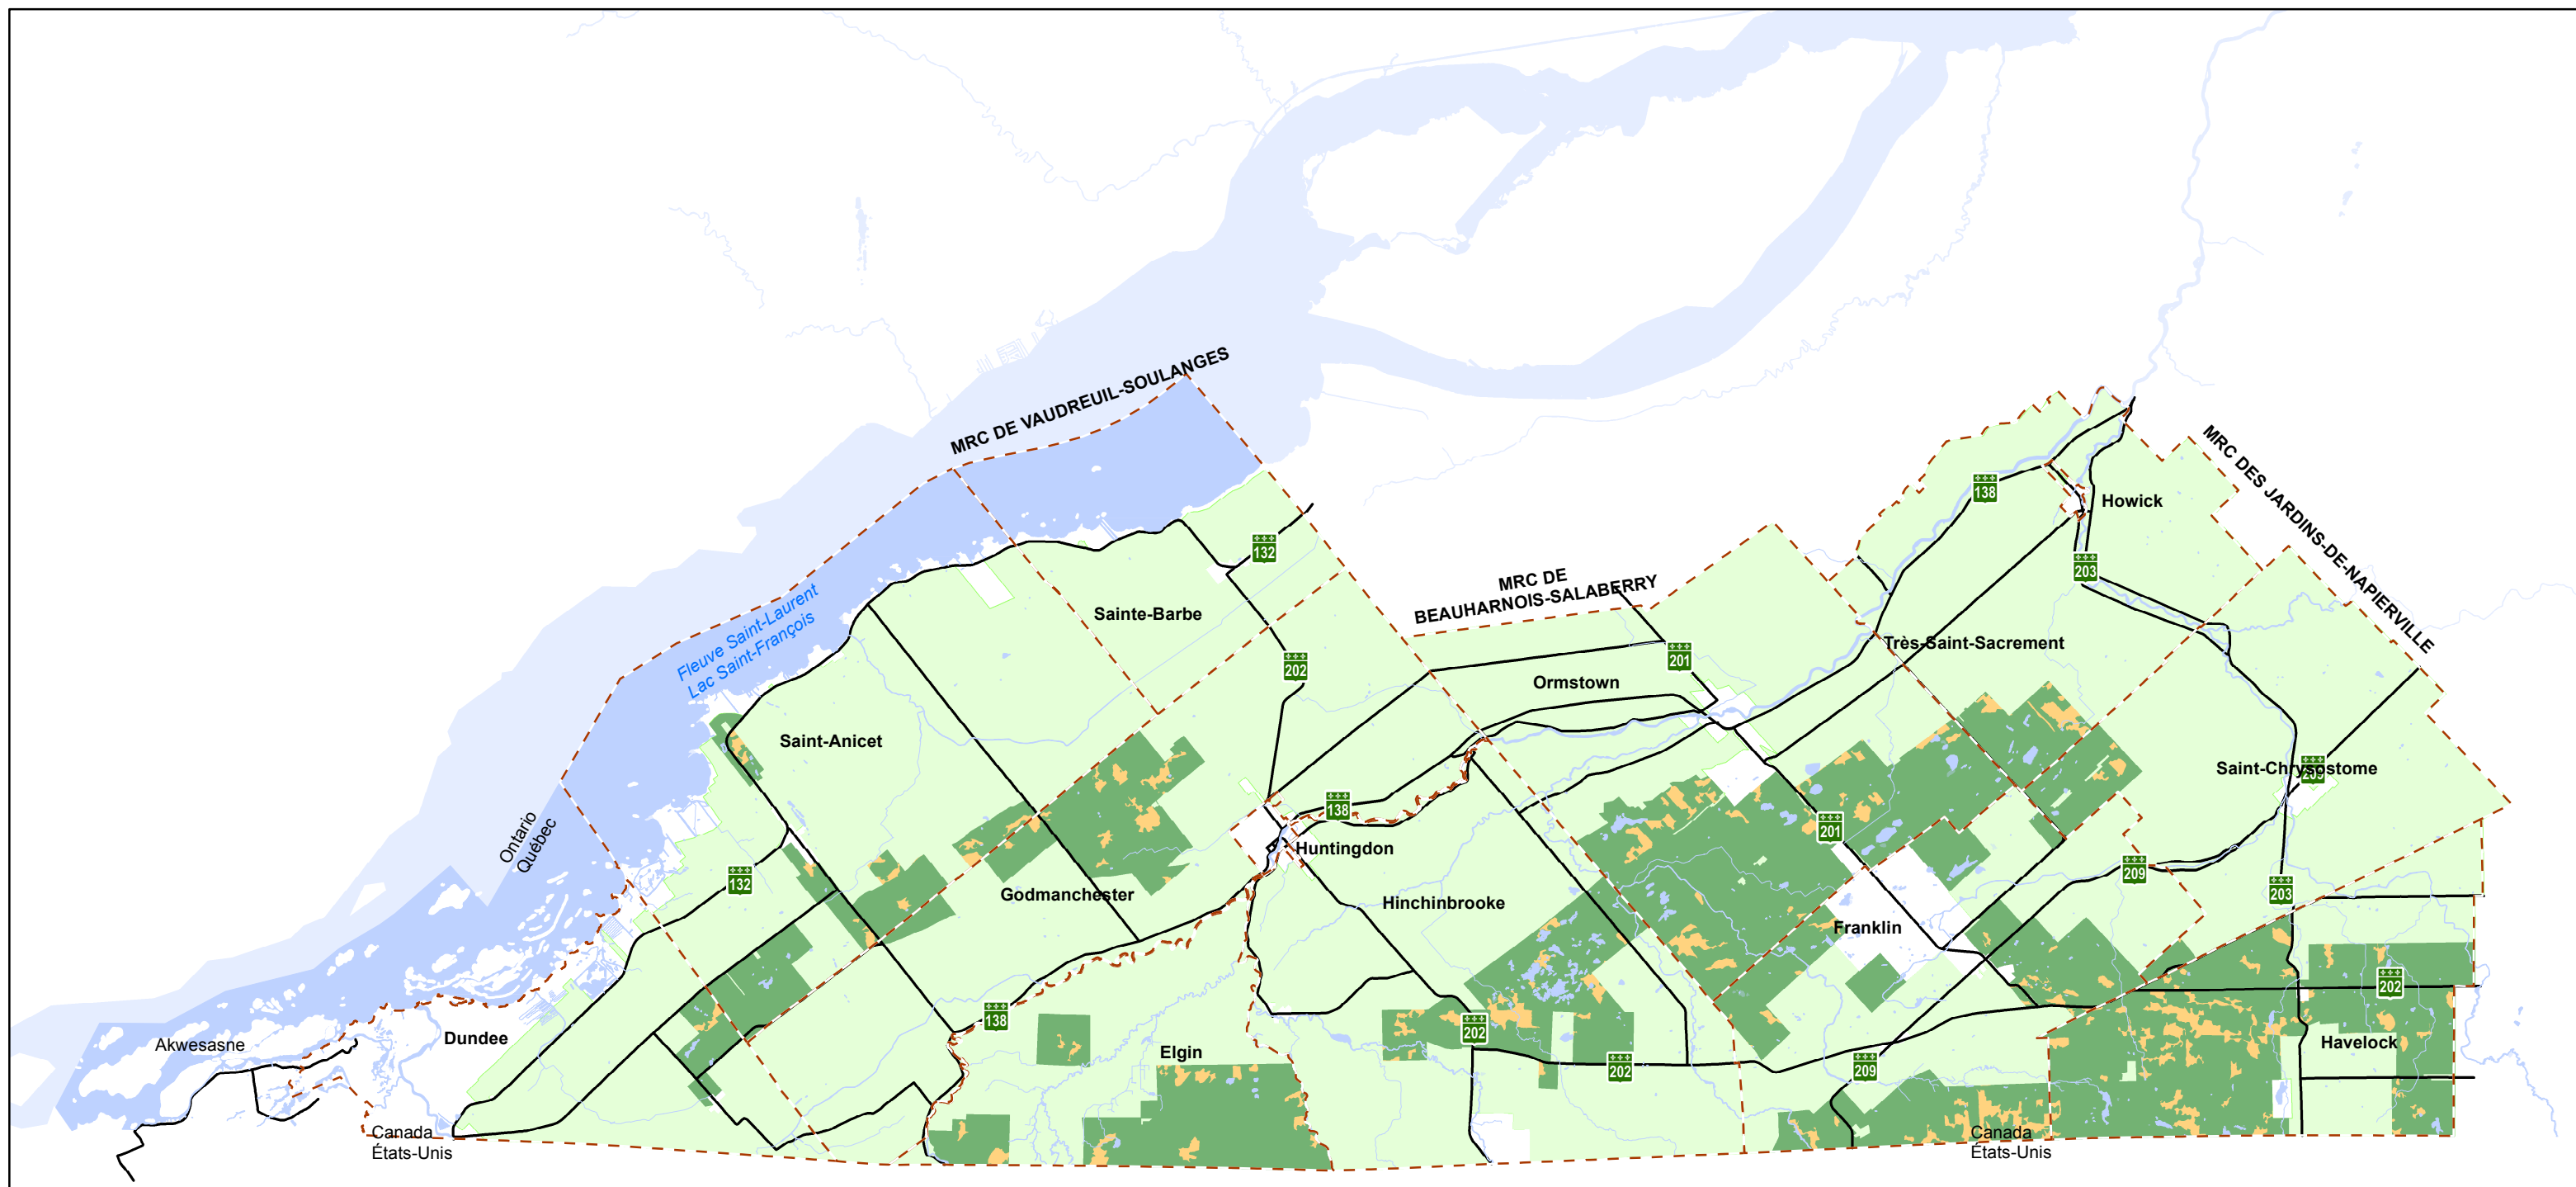 MRC DE VAUDREUIL-SOULANGES
MRC DES JARDINS-DE-NAPIERVILLE
138
Howick
132
203
MRC DE
BEAUHARNOIS-SALABERRY
Fleuve Saint-Laurent
Lac Saint-François
Sainte-Barbe
Très-Saint-Sacrement
202
201
Ormstown
Saint-Anicet
Saint-Chrysostome
138
201
Ontario
Québec
Huntingdon
132
209
Godmanchester
203
Hinchinbrooke
Franklin
202
138
202
Dundee
Akwesasne
Elgin
Havelock
202
209
Canada
États-Unis
Canada
États-Unis